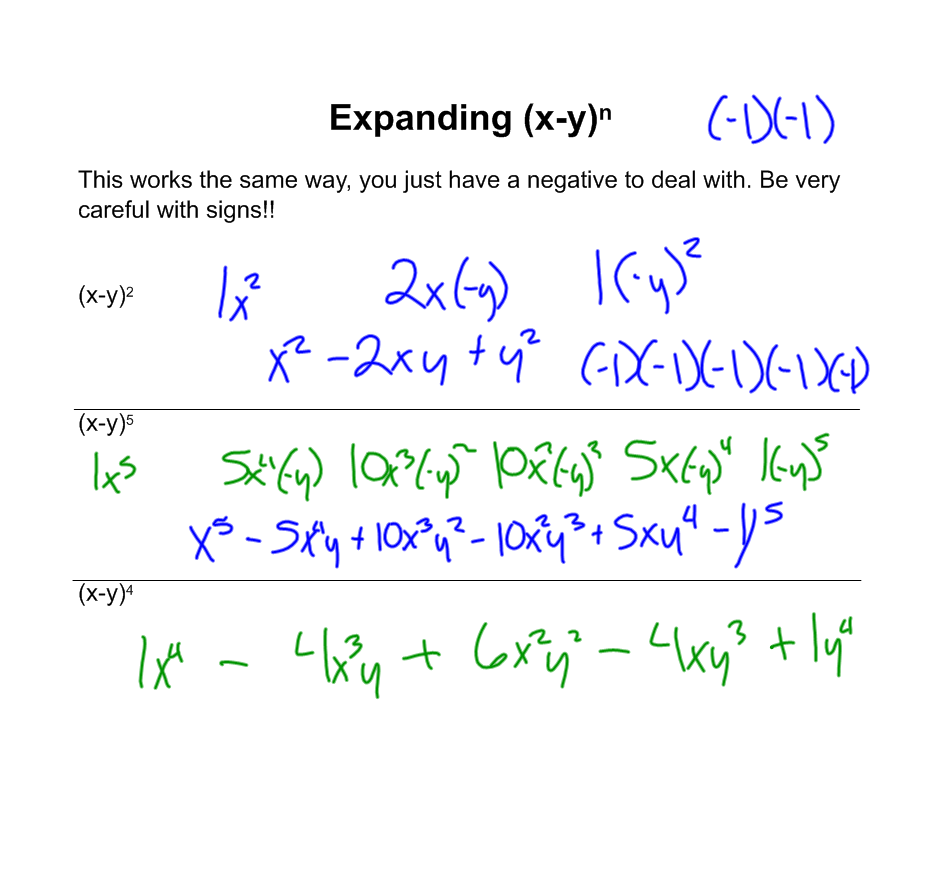 Expanding (x-y)ⁿ (-1)(-1)
This works the same way, you just have a negative to deal with. Be very
careful with signs!!
(x-y)² 1x² 2x(-y) 1(-y)²
x² - 2xy + y² (-1)(-1)(-1)(-1)(-1)
(x-y)⁵
1x⁵ 5x⁴(-y) 10x³(-y)² 10x²(-y)³ 5x(-y)⁴ 1(-y)⁵
x⁵ - 5x⁴y + 10x³y² - 10x²y³ + 5xy⁴ - y⁵
(x-y)⁴
1x⁴ - 4x³y + 6x²y² - 4xy³ + 1y⁴